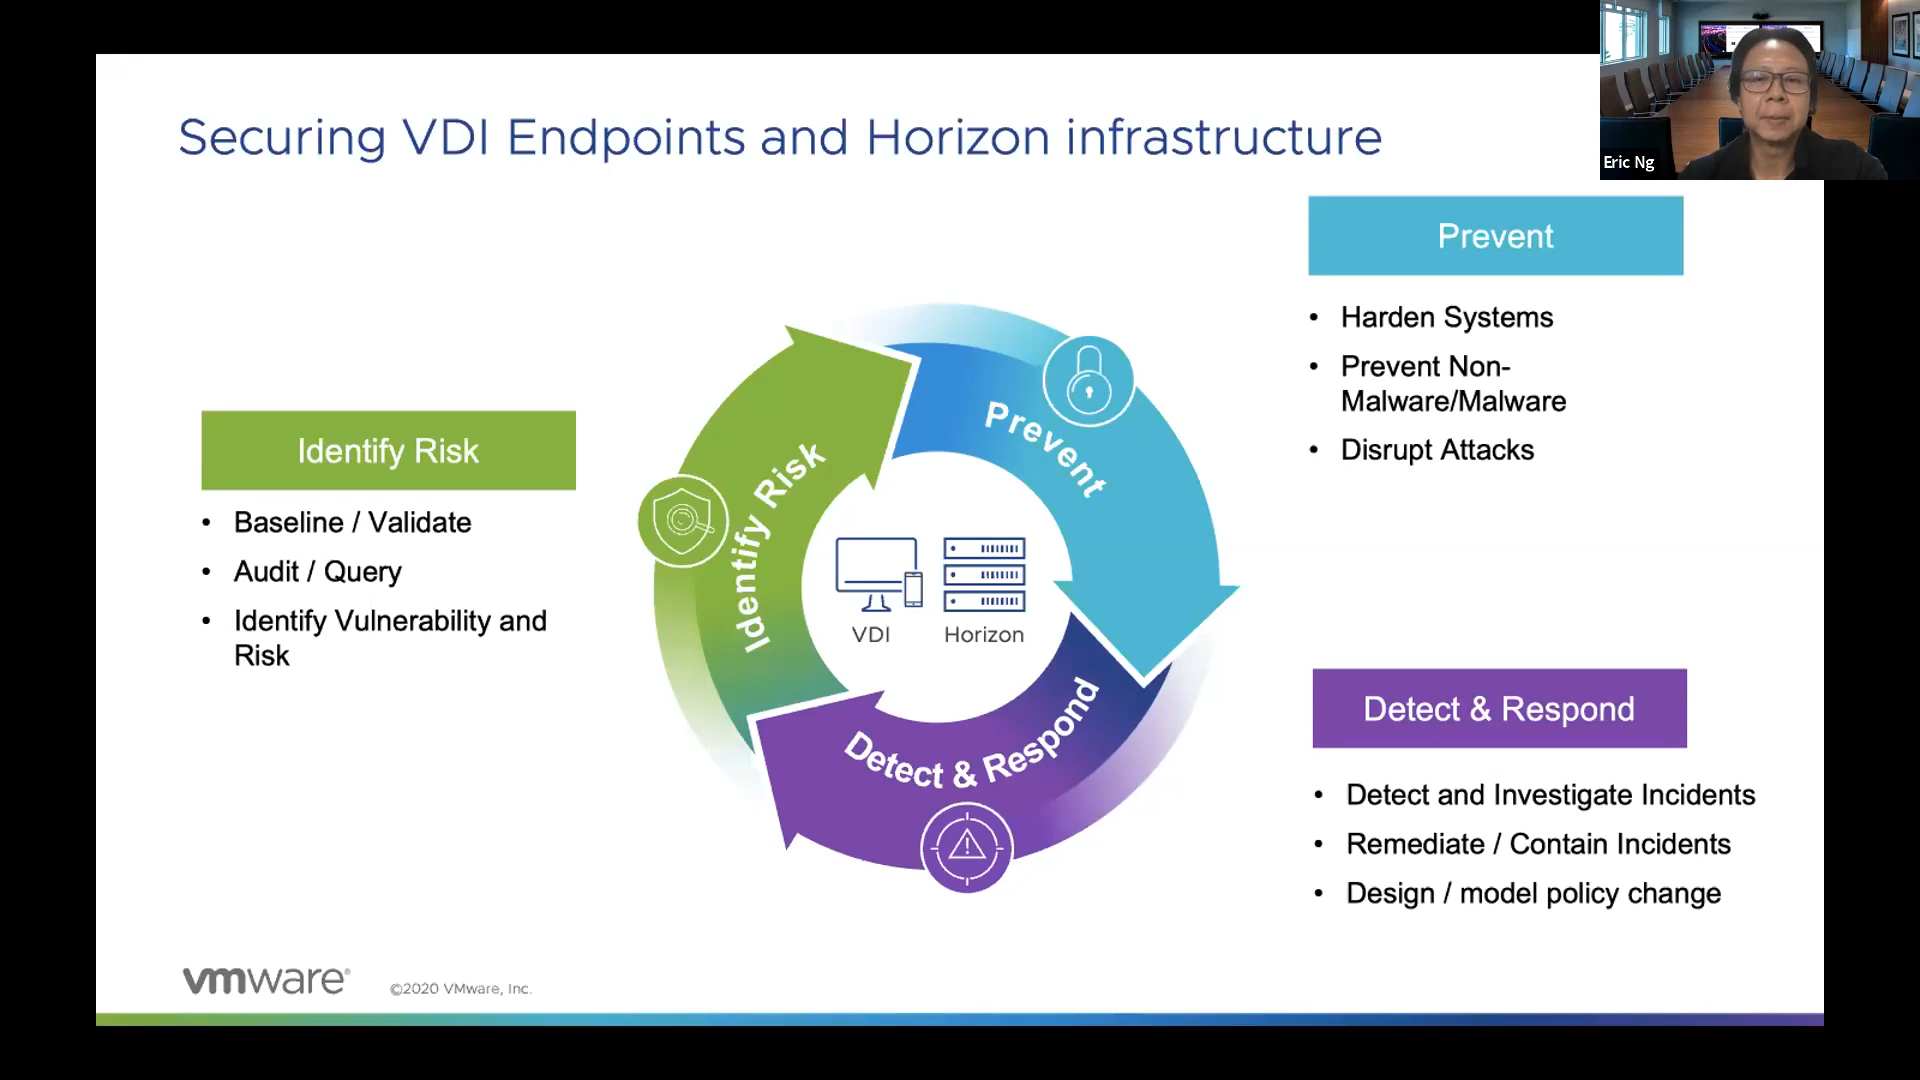 Securing VDI Endpoints and Horizon infrastructure
Eric Ng
Prevent
• Harden Systems
• Prevent Non-
Malware/Malware
• Disrupt Attacks
Identify Risk
• Baseline / Validate
• Audit / Query
• Identify Vulnerability and
Risk
Identify Risk
Prevent
Detect & Respond
VDI
Horizon
Detect & Respond
• Detect and Investigate Incidents
• Remediate / Contain Incidents
• Design / model policy change
vmware®
©2020 VMware, Inc.